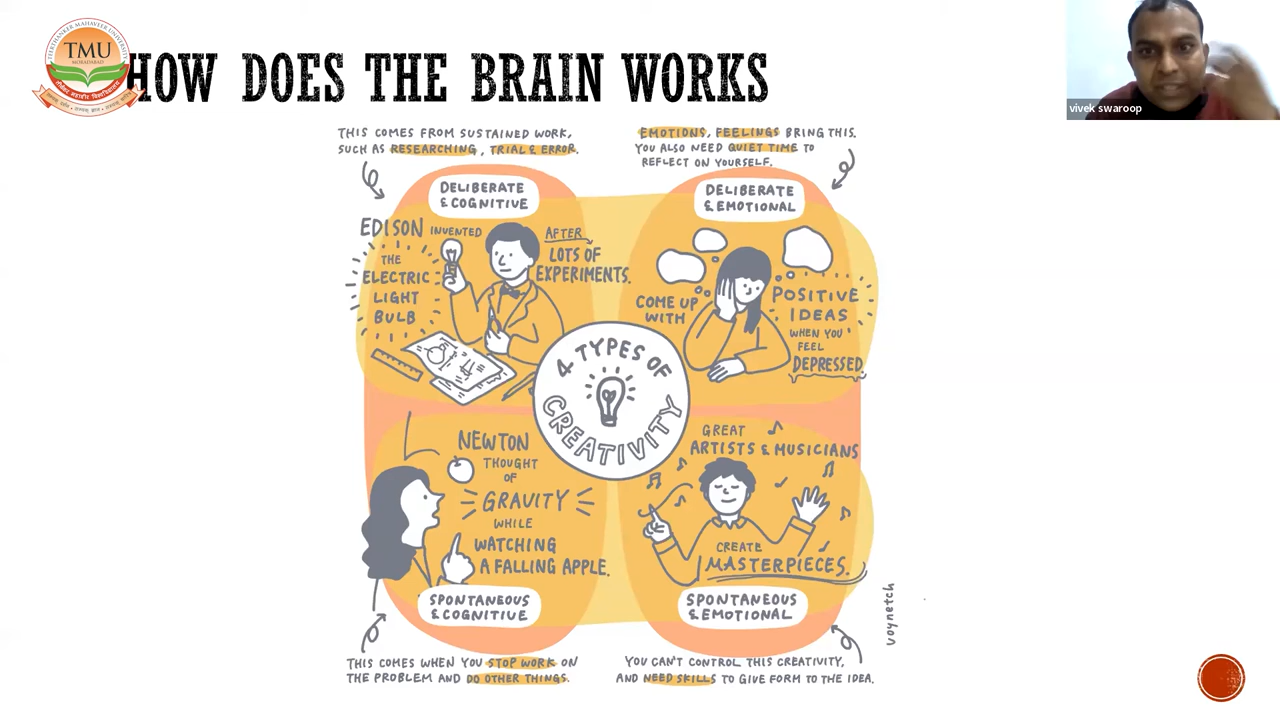 TEERTHANKER MAHAVEER UNIVERSITY
TMU
MORADABAD
HOW DOES THE BRAIN WORKS
vivek swaroop
THIS COMES FROM SUSTAINED WORK,
SUCH AS RESEARCHING, TRIAL & ERROR.
EMOTIONS, FEELINGS BRING THIS.
YOU ALSO NEED QUIET TIME TO
REFLECT ON YOURSELF.
DELIBERATE
& COGNITIVE
EDISON INVENTED
THE
ELECTRIC
LIGHT
BULB
AFTER
LOTS OF
EXPERIMENTS.
DELIBERATE
& EMOTIONAL
COME UP
WITH
POSITIVE
IDEAS
WHEN YOU
FEEL
DEPRESSED
4 TYPES OF
CREATIVITY
NEWTON
THOUGHT
OF
GRAVITY
WHILE
WATCHING
A FALLING APPLE.
SPONTANEOUS
& COGNITIVE
GREAT
ARTISTS & MUSICIANS
CREATE
MASTERPIECES.
SPONTANEOUS
& EMOTIONAL
voynetch
THIS COMES WHEN YOU STOP WORK ON
THE PROBLEM AND DO OTHER THINGS.
YOU CAN'T CONTROL THIS CREATIVITY,
AND NEED SKILLS TO GIVE FORM TO THE IDEA.